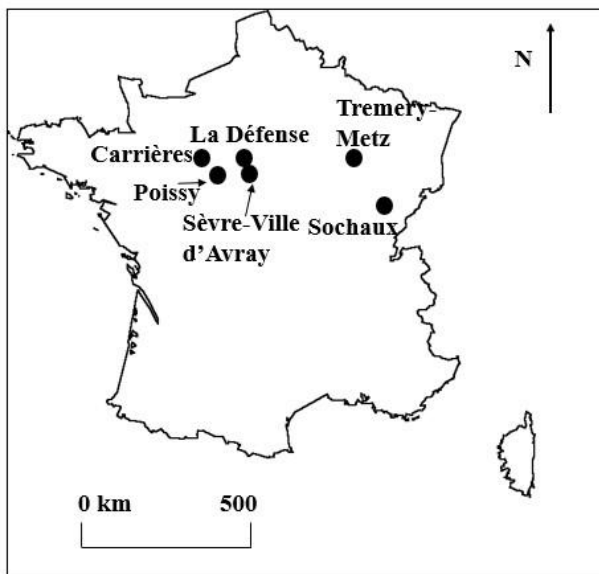 N
Tremery-
Metz
La Défense
Carrières
Poissy
Sèvre-Ville
d’Avray
Sochaux
0 km 500